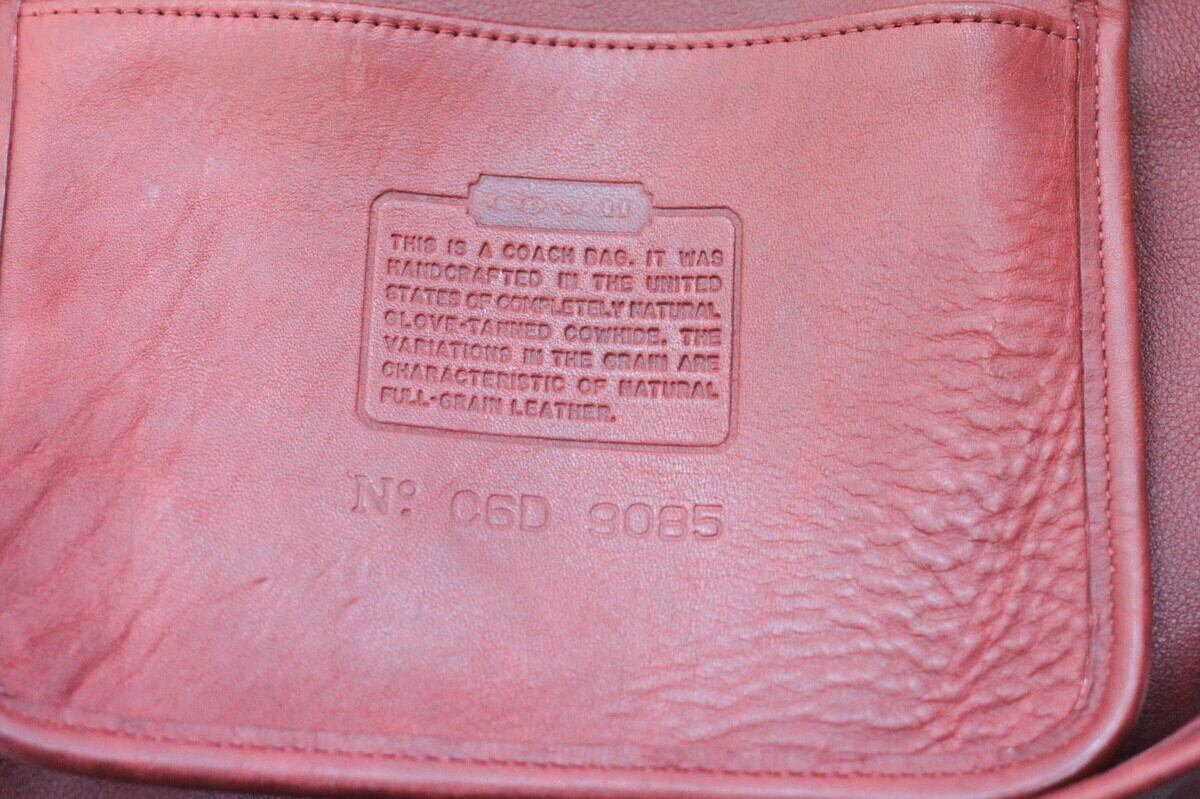 COACH
THIS IS A COACH BAG. IT WAS
HANDCRAFTED IN THE UNITED
STATES OF COMPLETELY NATURAL
GLOVE-TANNED COWHIDE. THE
VARIATIONS IN THE GRAIN ARE
CHARACTERISTIC OF NATURAL
FULL-GRAIN LEATHER.
Nº: C6D 9085